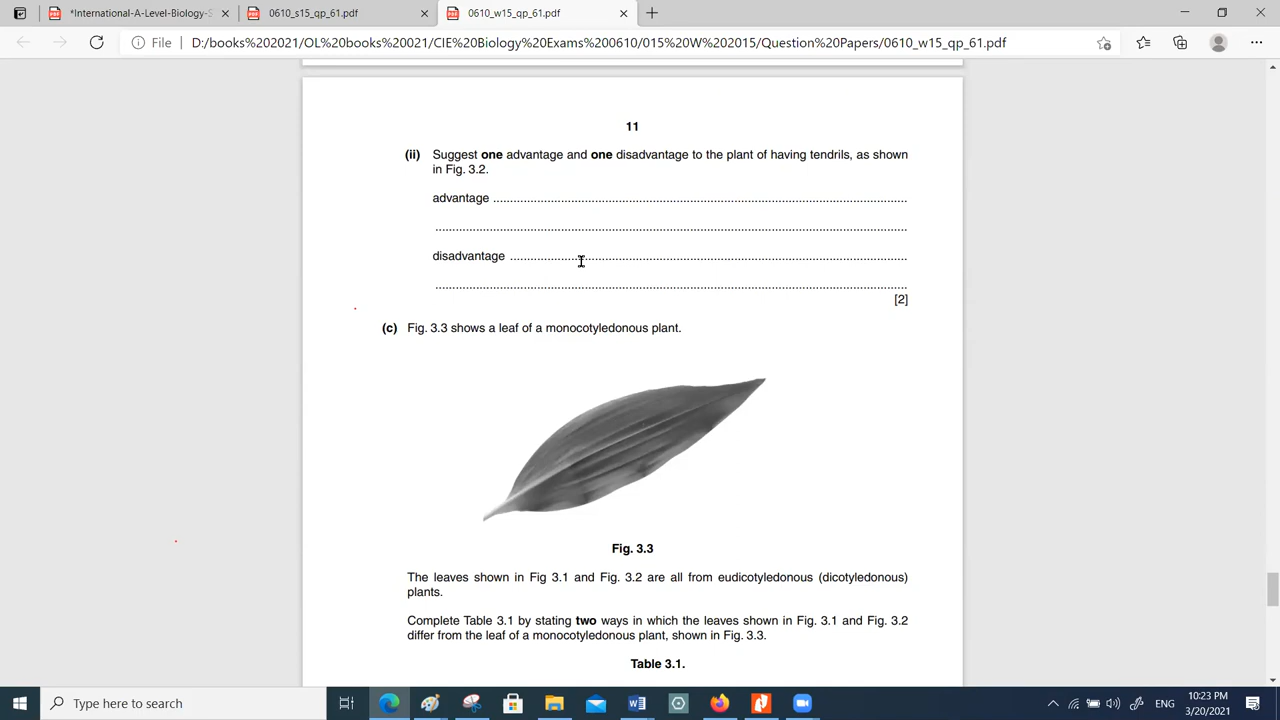 *International-A-Level-Biology-S
0610_s15_qp_61.pdf
0610_w15_qp_61.pdf
File
D:/books%202021/OL%20books%20021/CIE%20Biology%20Exams%200610/015%20W%202015/Question%20Papers/0610_w15_qp_61.pdf
11
(ii) Suggest one advantage and one disadvantage to the plant of having tendrils, as shown
in Fig. 3.2.
advantage ..........
..........
disadvantage ..........
..........
[2]
(c) Fig. 3.3 shows a leaf of a monocotyledonous plant.
Fig. 3.3
The leaves shown in Fig 3.1 and Fig. 3.2 are all from eudicotyledonous (dicotyledonous)
plants.
Complete Table 3.1 by stating two ways in which the leaves shown in Fig. 3.1 and Fig. 3.2
differ from the leaf of a monocotyledonous plant, shown in Fig. 3.3.
Table 3.1.
Type here to search
ENG
10:23 PM
3/20/2021